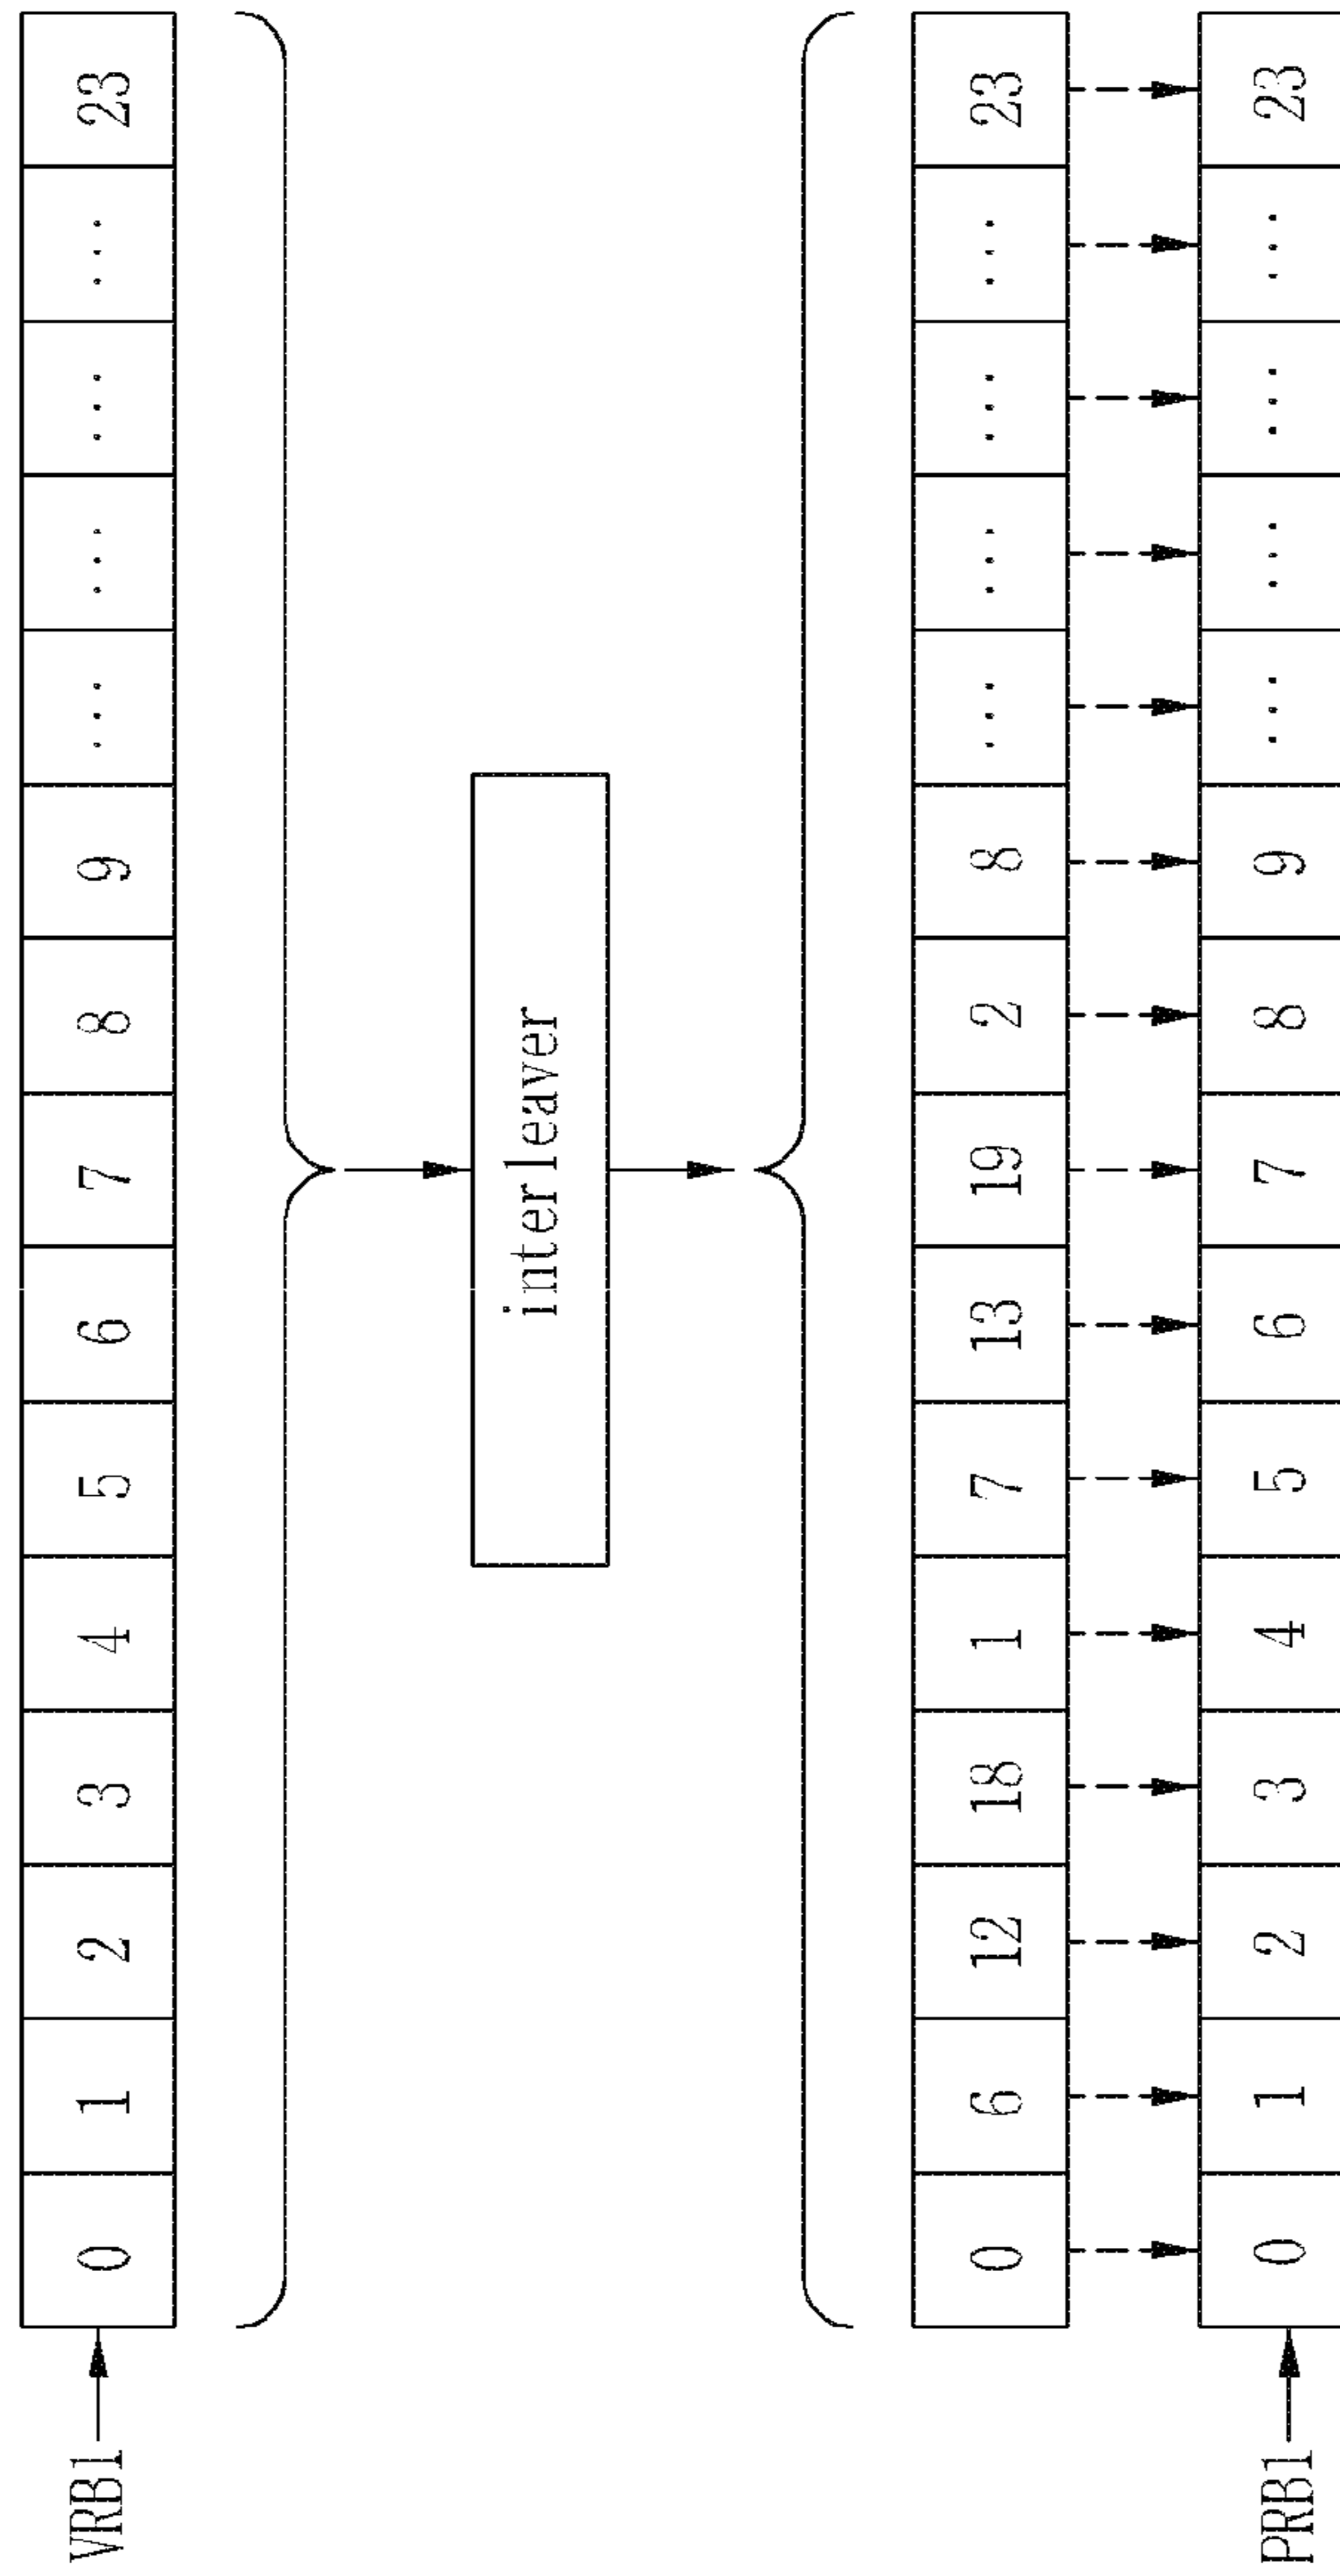 VRB1 0 1 2 3 4 5 6 7 8 9 ... ... ... ... 23
interleaver
0 6 12 18 1 7 13 19 2 8 ... ... ... ... 23
PRB1 0 1 2 3 4 5 6 7 8 9 ... ... ... ... 23